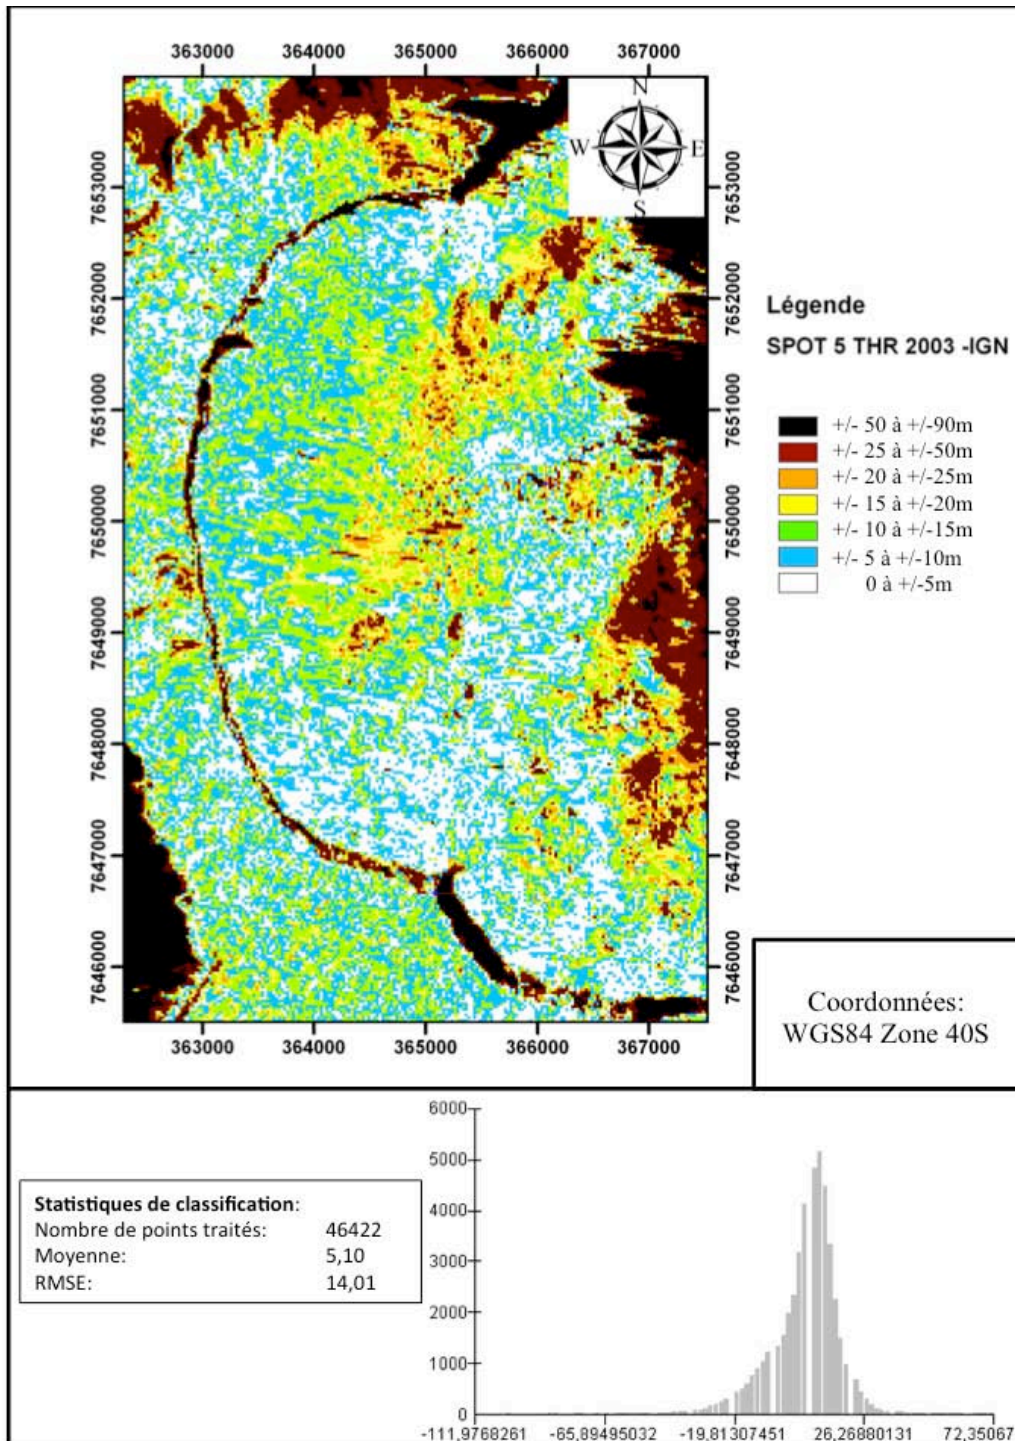 363000 364000 365000 366000 367000
N
W E
S
7653000 7653000
7652000 7652000
7651000 7651000
7650000 7650000
7649000 7649000
7648000 7648000
7647000 7647000
7646000 7646000
363000 364000 365000 366000 367000
Légende
SPOT 5 THR 2003 -IGN
+/- 50 à +/-90m
+/- 25 à +/-50m
+/- 20 à +/-25m
+/- 15 à +/-20m
+/- 10 à +/-15m
+/- 5 à +/-10m
0 à +/-5m
Coordonnées:
WGS84 Zone 40S
Statistiques de classification:
Nombre de points traités: 46422
Moyenne: 5,10
RMSE: 14,01
6000
5000
4000
3000
2000
1000
0
-111,9768261 -65,89495032 -19,81307451 26,26880131 72,35067